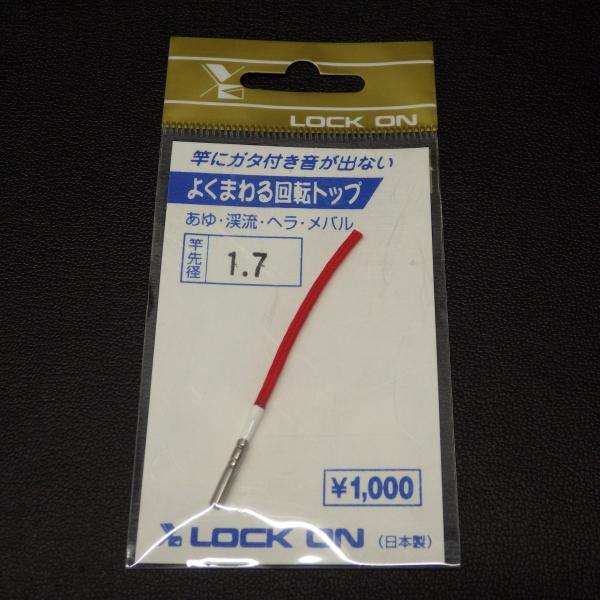 LOCK ON
竿にガタ付き音が出ない
よくまわる回転トップ
あゆ・渓流・ヘラ・メバル
竿先径 1.7
¥1,000
LOCK ON (日本製)